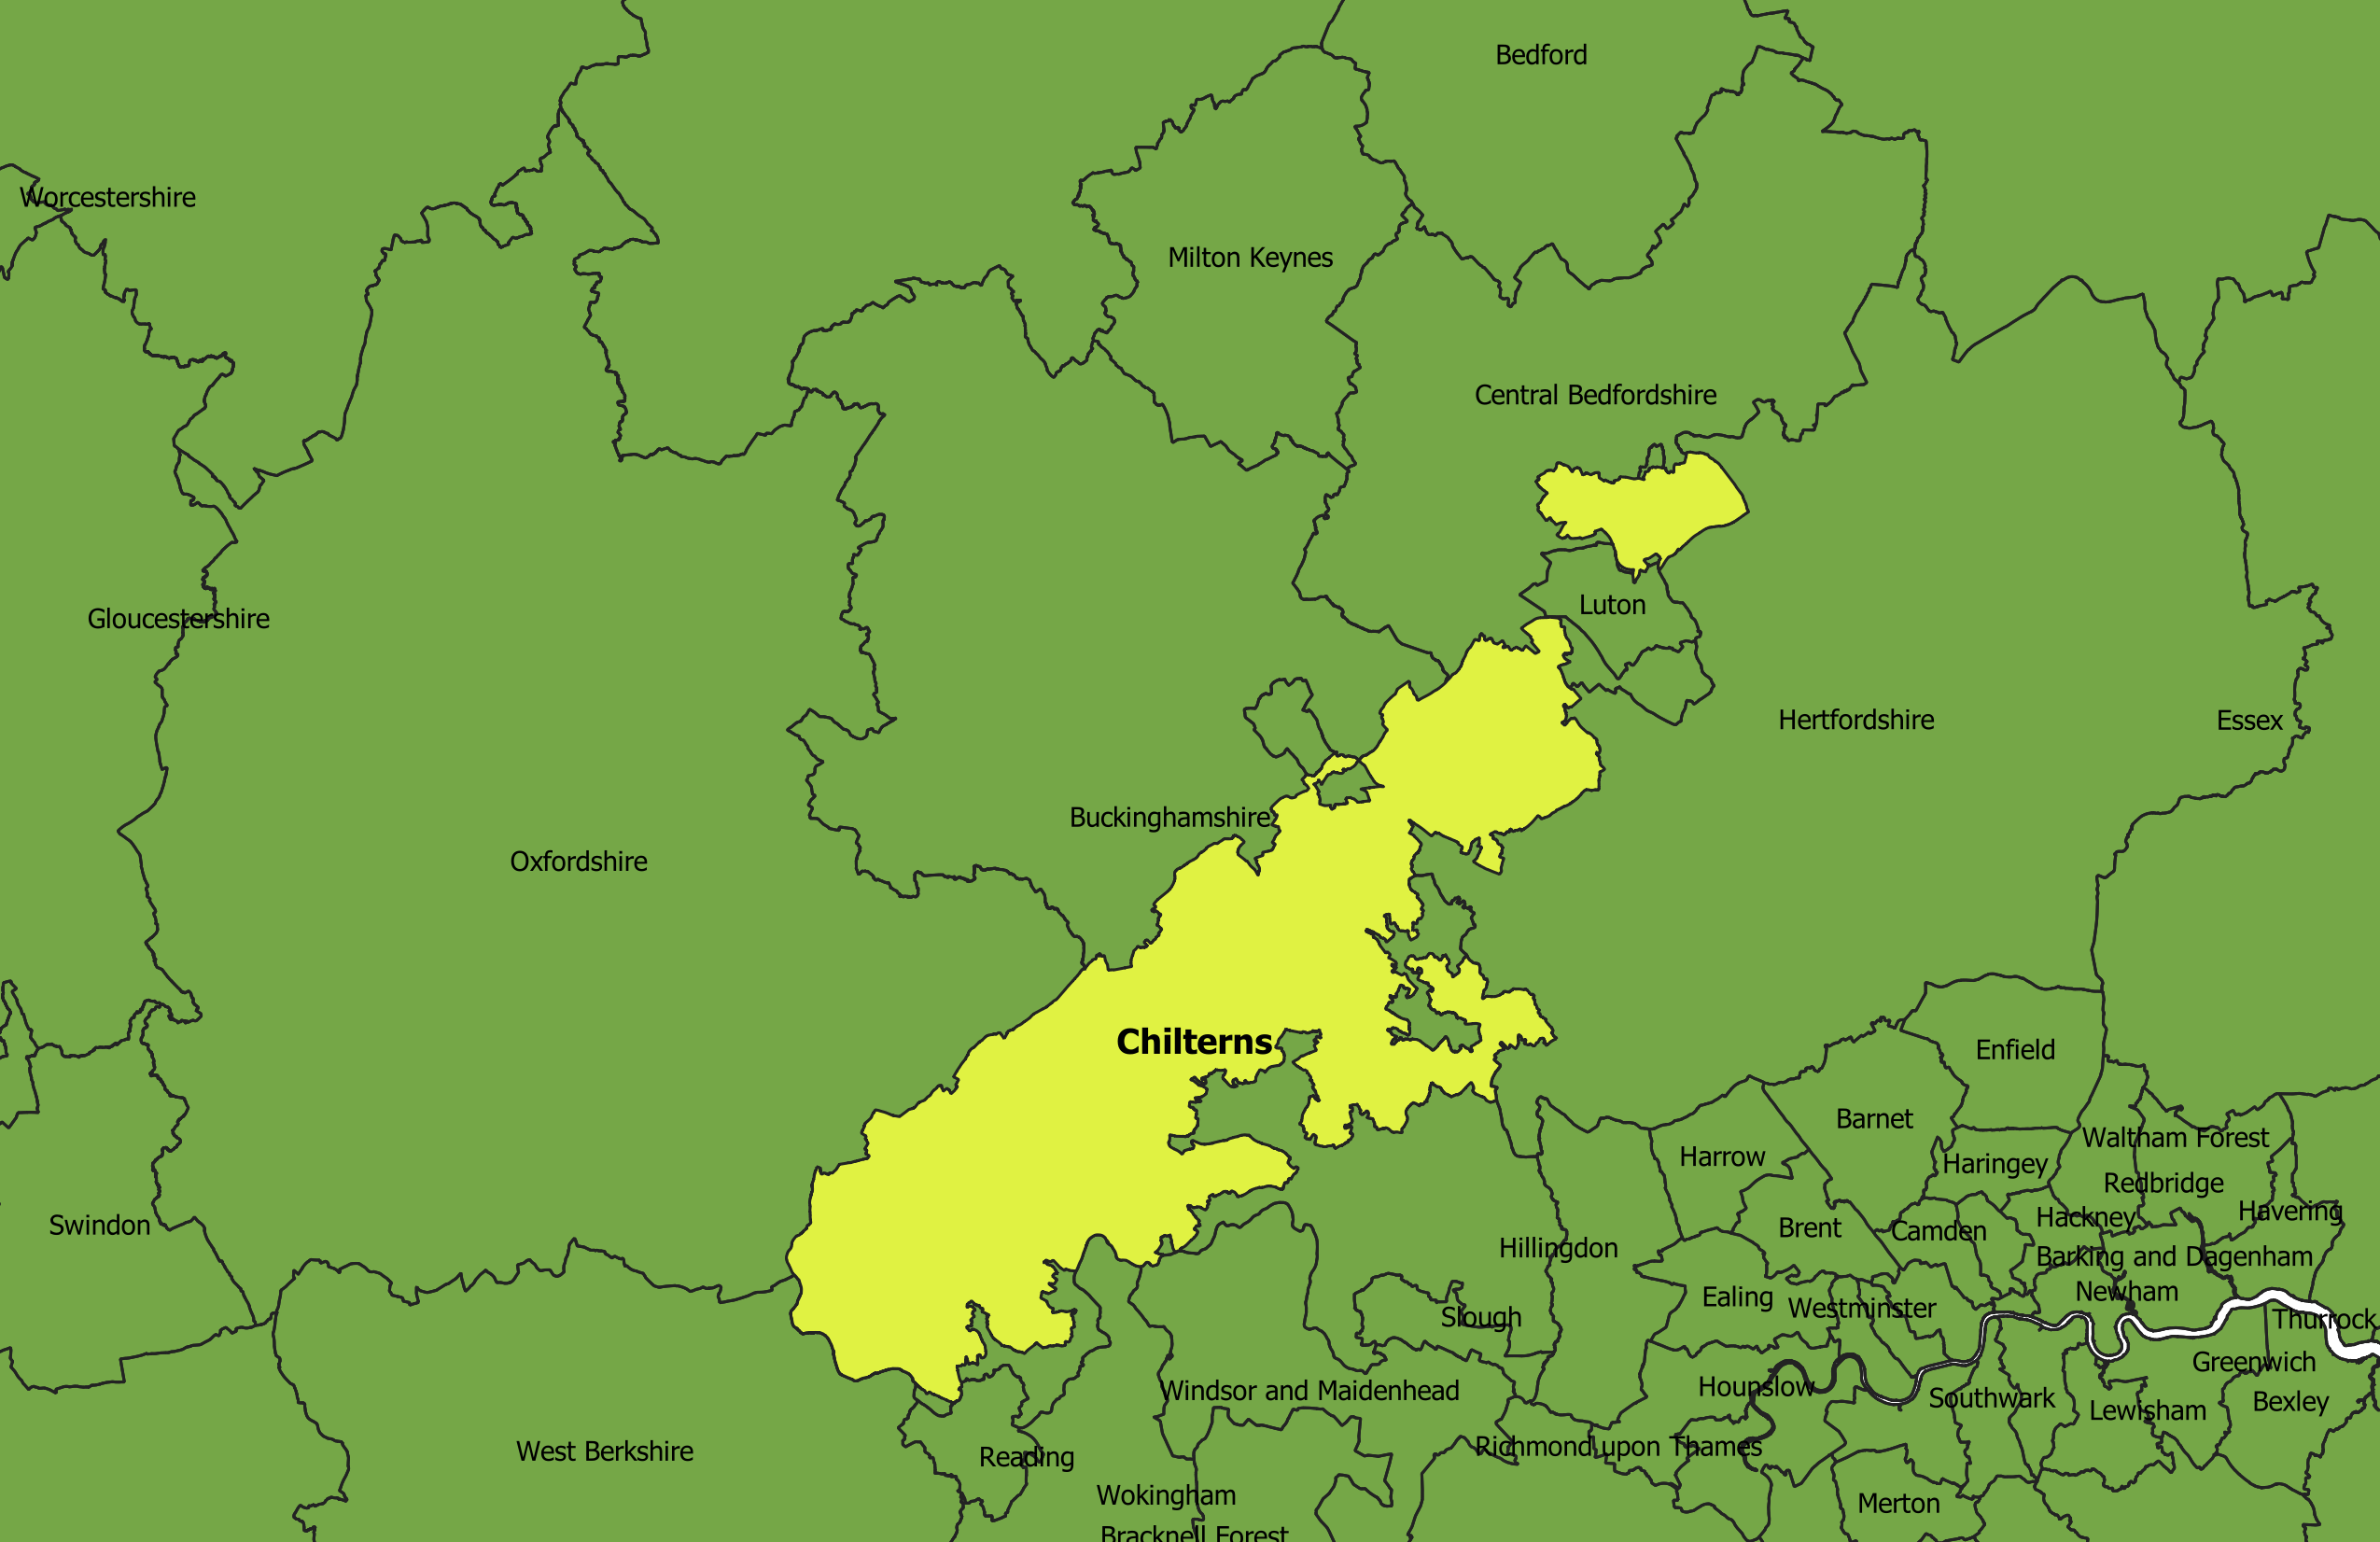 Bedford
Worcestershire
Milton Keynes
Central Bedfordshire
Luton
Gloucestershire
Hertfordshire
Essex
Buckinghamshire
Oxfordshire
Chilterns
Enfield
Barnet
Waltham Forest
Harrow
Haringey
Redbridge
Havering
Hackney
Swindon
Brent
Camden
Hillingdon
Barking and Dagenham
Newham
Ealing
Westminster
Slough
Thurrock
Greenwich
Hounslow
Windsor and Maidenhead
Southwark
Bexley
Lewisham
Richmond upon Thames
West Berkshire
Reading
Wokingham
Merton
Bracknell Forest